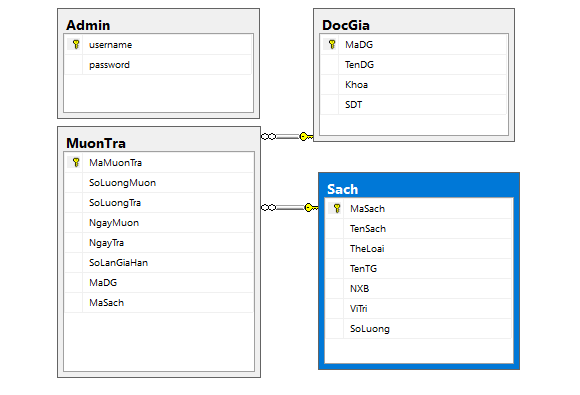 Admin
username
password
DocGia
MaDG
TenDG
Khoa
SDT
MuonTra
MaMuonTra
SoLuongMuon
SoLuongTra
NgayMuon
NgayTra
SoLanGiaHan
MaDG
MaSach
Sach
MaSach
TenSach
TheLoai
TenTG
NXB
ViTri
SoLuong